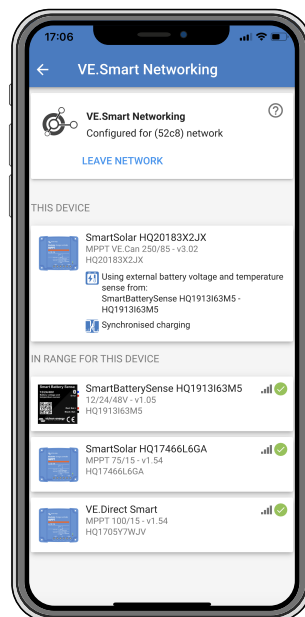 17:06
VE.Smart Networking
VE.Smart Networking
Configured for (52c8) network
LEAVE NETWORK
THIS DEVICE
SmartSolar HQ20183X2JX
MPPT VE.Can 250/85 - v3.02
HQ20183X2JX
Using external battery voltage and temperature
sense from:
SmartBatterySense HQ1913I63M5 -
HQ1913I63M5
Synchronised charging
IN RANGE FOR THIS DEVICE
Smart Battery Sense
SmartBatterySense HQ1913I63M5
12/24/48V - v1.05
HQ1913I63M5
SmartSolar HQ17466L6GA
MPPT 75/15 - v1.54
HQ17466L6GA
VE.Direct Smart
MPPT 100/15 - v1.54
HQ1705Y7WJV